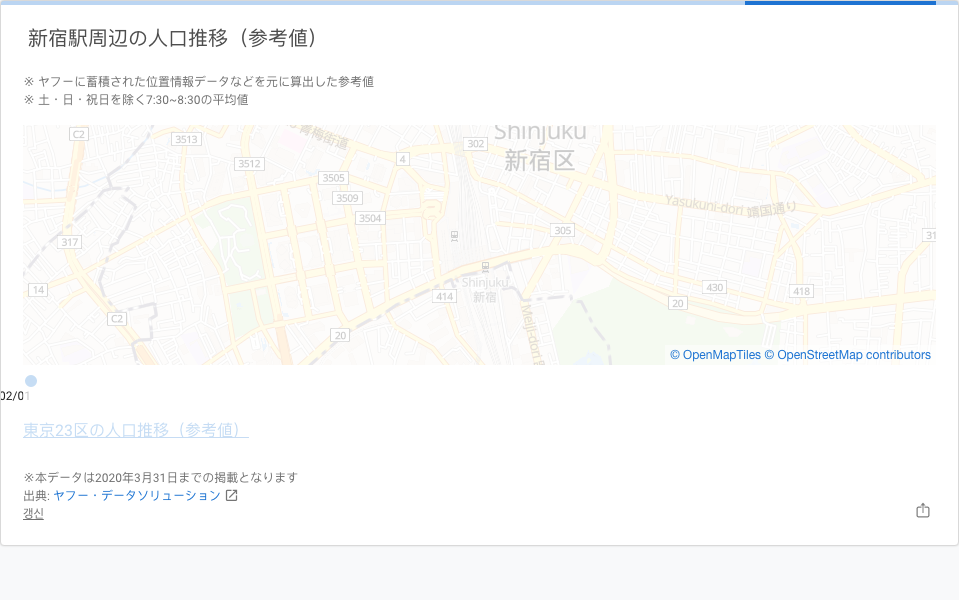 新宿駅周辺の人口推移（参考値）
※ ヤフーに蓄積された位置情報データなどを元に算出した参考値
※ 土・日・祝日を除く7:30~8:30の平均値
C2
3513
青梅街道
302
Shinjuku
新宿区
4
3512
3505
3509
3504
Yasukuni-dori 靖国通り
305
317
31
14
Shinjuku
新宿
414
430
418
20
C2
20
Meiji-dori
© OpenMapTiles © OpenStreetMap contributors
02/01
東京23区の人口推移（参考値）
※本データは2020年3月31日までの掲載となります
出典: ヤフー・データソリューション
갱신